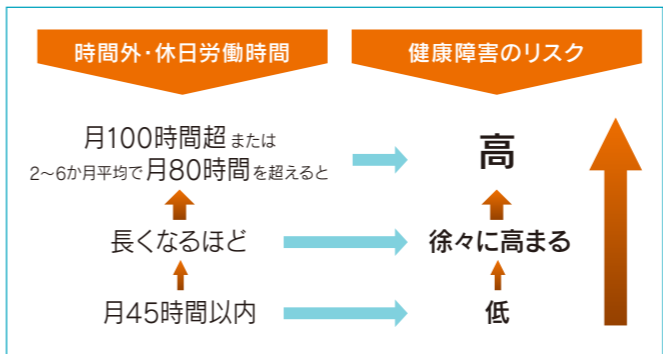 時間外・休日労働時間
健康障害のリスク
月100時間超または
2〜6か月平均で月80時間を超えると
高
長くなるほど
徐々に高まる
月45時間以内
低